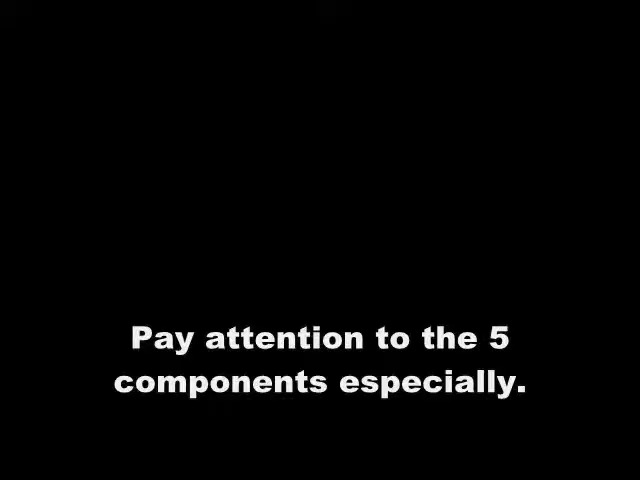 Pay attention to the 5
components especially.